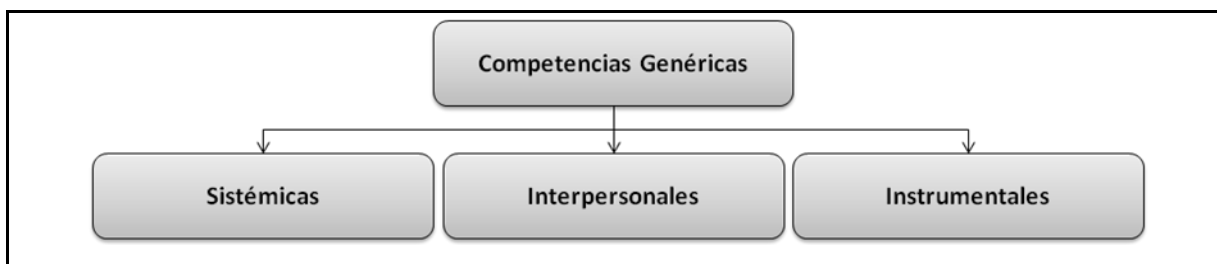 Competencias Genéricas
Sistémicas
Interpersonales
Instrumentales